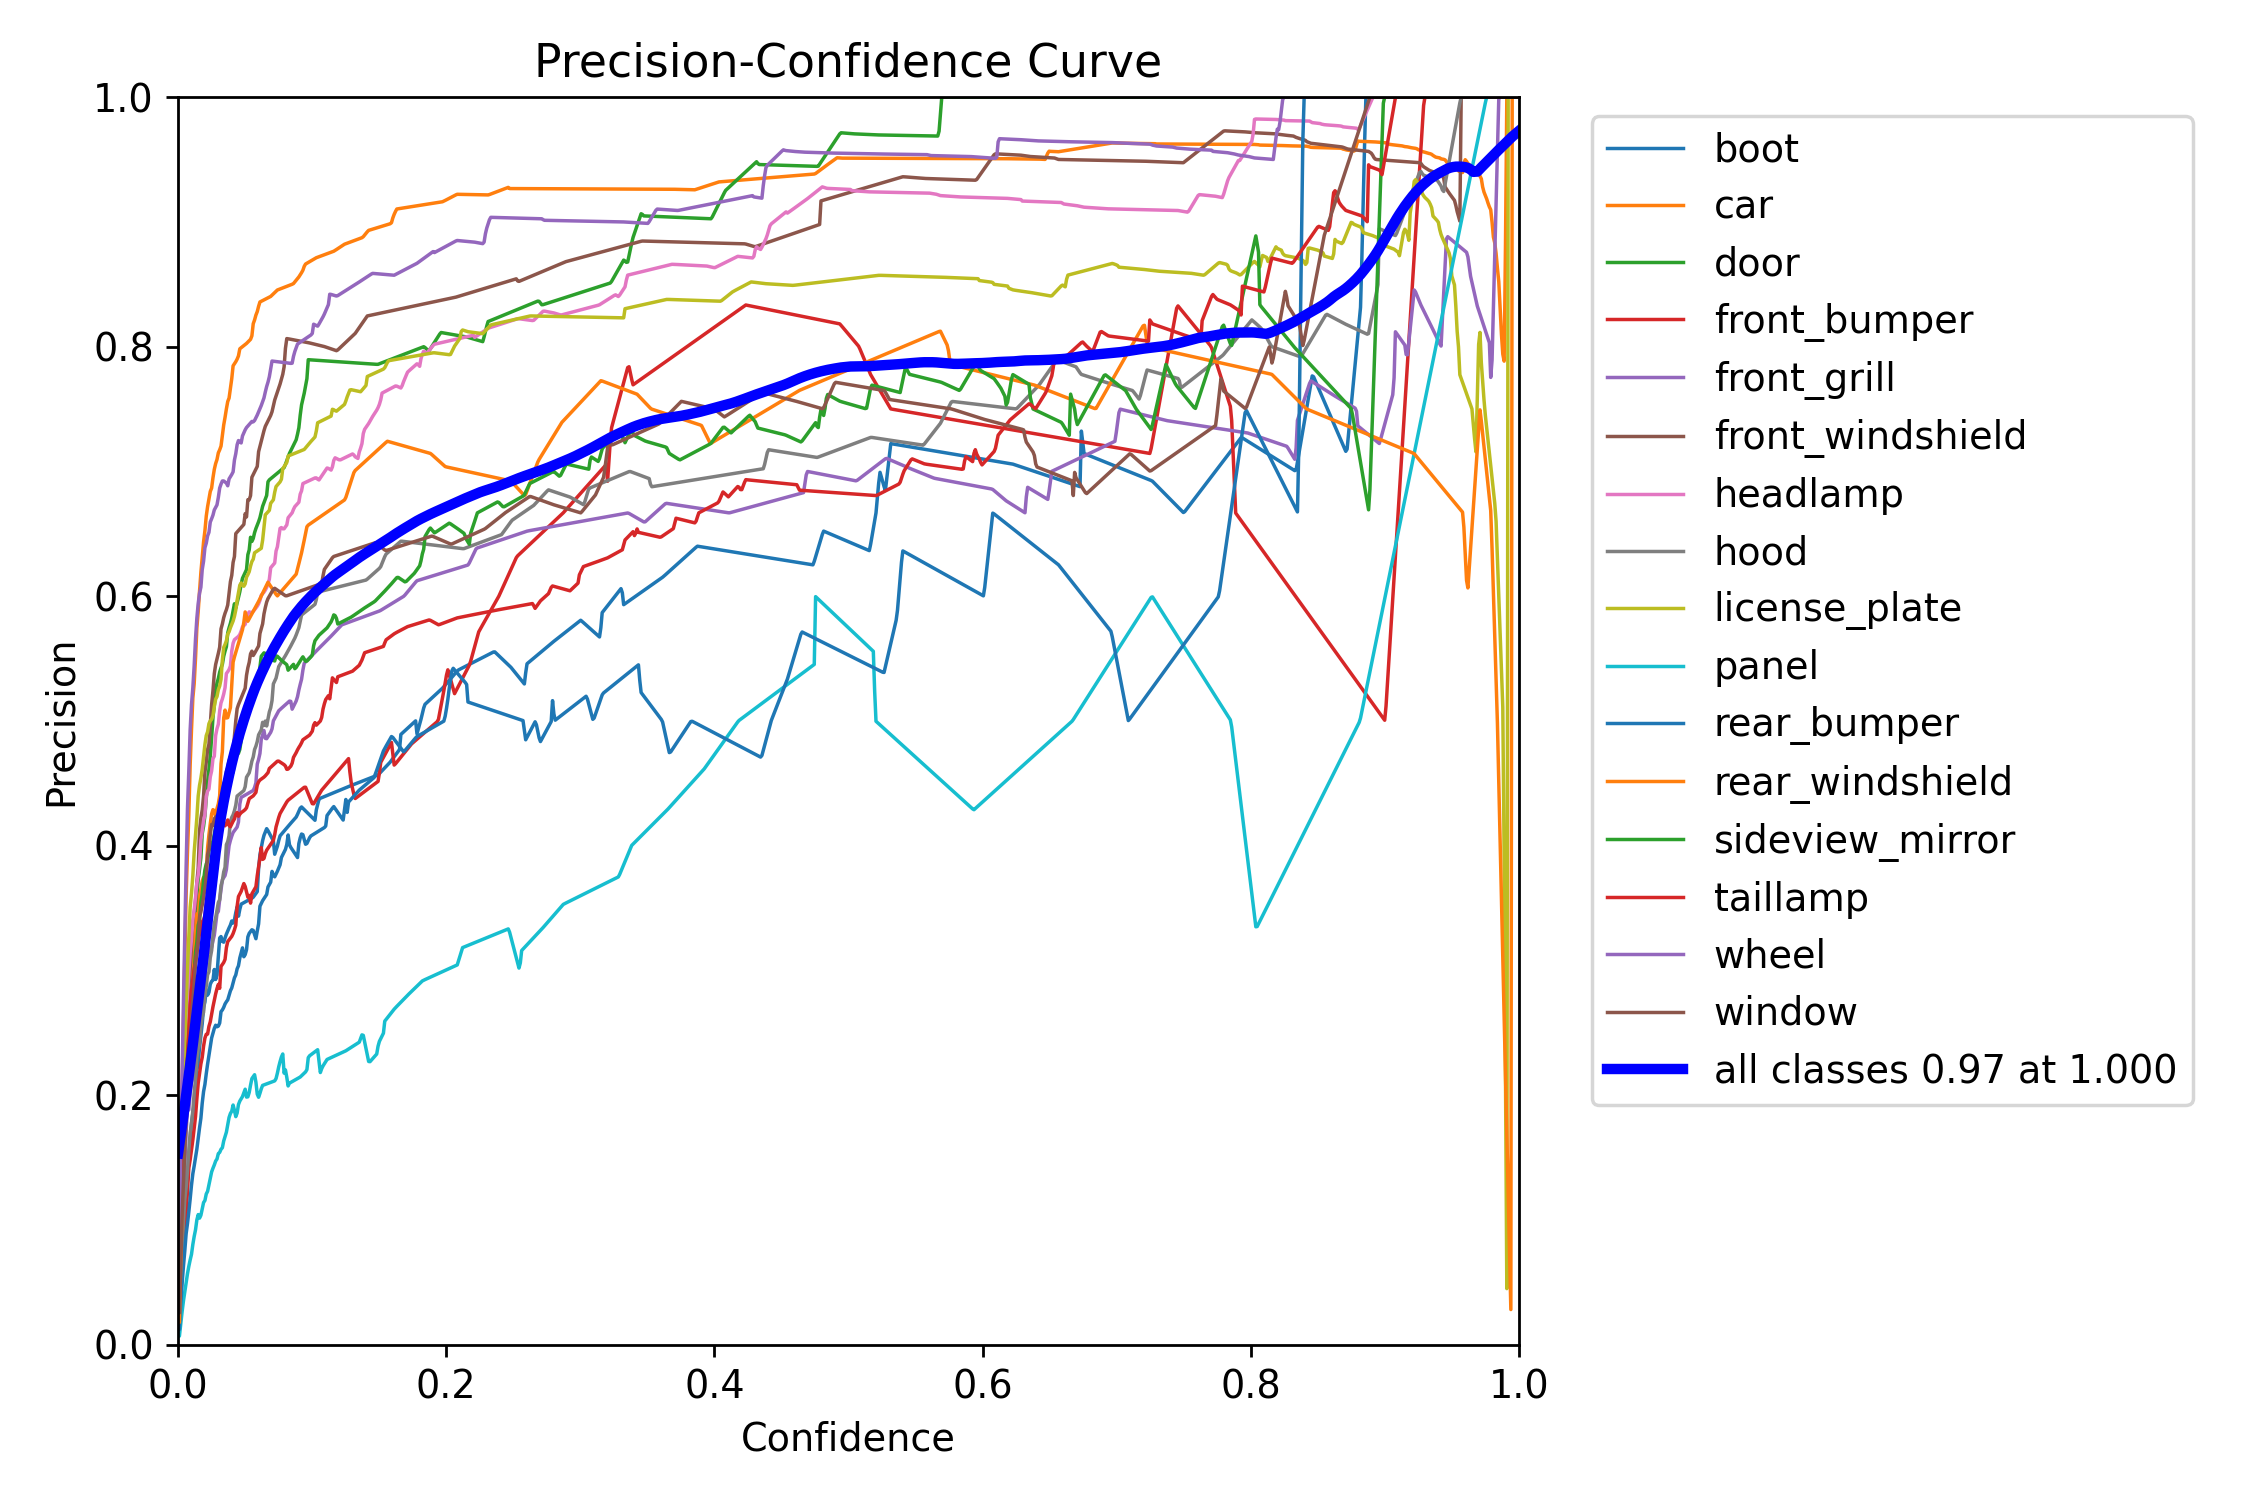 Precision-Confidence Curve
1.0
0.8
0.6
0.4
0.2
0.0
Precision
0.0 0.2 0.4 0.6 0.8 1.0
Confidence
boot
car
door
front_bumper
front_grill
front_windshield
headlamp
hood
license_plate
panel
rear_bumper
rear_windshield
sideview_mirror
taillamp
wheel
window
all classes 0.97 at 1.000